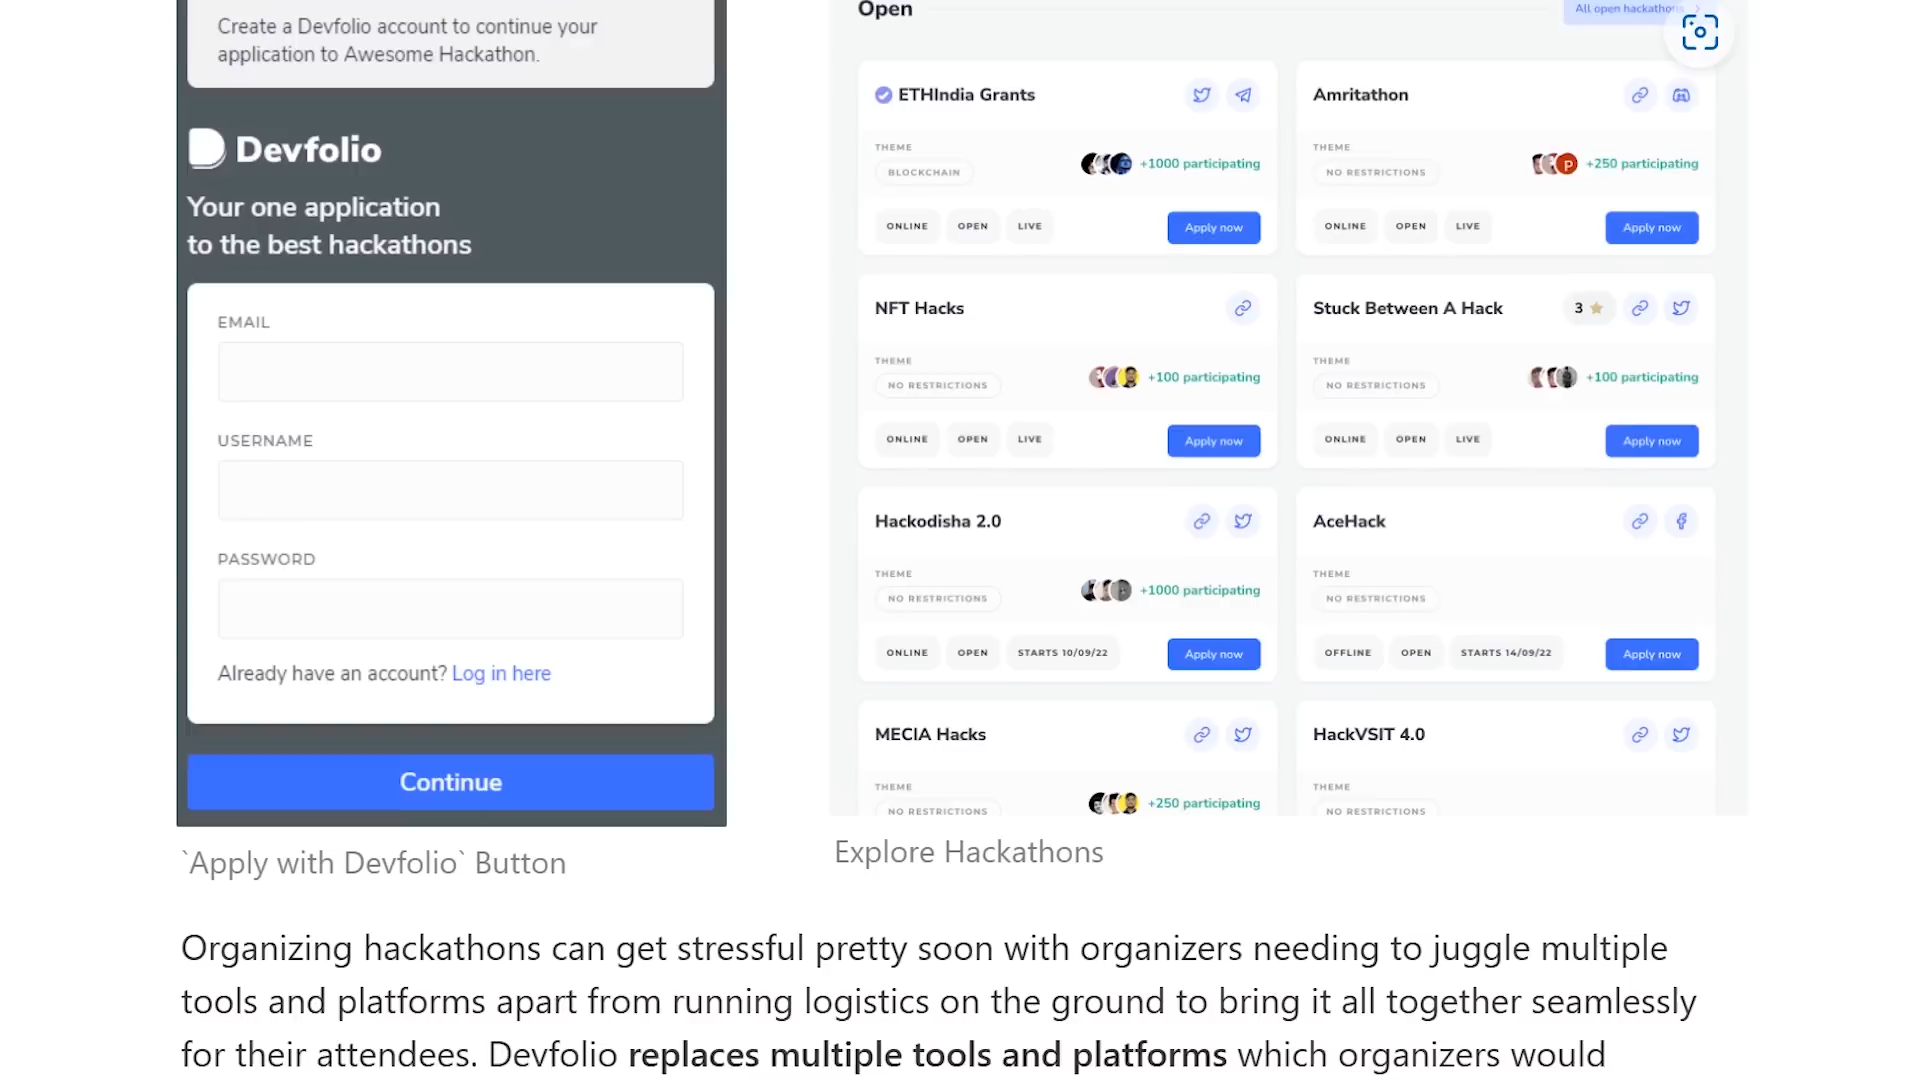 Create a Devfolio account to continue your
application to Awesome Hackathon.
Devfolio
Your one application
to the best hackathons
EMAIL
USERNAME
PASSWORD
Already have an account? Log in here
Continue
`Apply with Devfolio` Button
Open
All open hackathons
ETHIndia Grants
THEME
BLOCKCHAIN
+1000 participating
ONLINE OPEN LIVE Apply now
Amritathon
THEME
NO RESTRICTIONS
P
+250 participating
ONLINE OPEN LIVE Apply now
NFT Hacks
THEME
NO RESTRICTIONS
+100 participating
ONLINE OPEN LIVE Apply now
Stuck Between A Hack 3
THEME
NO RESTRICTIONS
+100 participating
ONLINE OPEN LIVE Apply now
Hackodisha 2.0
THEME
NO RESTRICTIONS
+1000 participating
ONLINE OPEN STARTS 10/09/22 Apply now
AceHack
THEME
NO RESTRICTIONS
OFFLINE OPEN STARTS 14/09/22 Apply now
MECIA Hacks
THEME
NO RESTRICTIONS
+250 participating
HackVSIT 4.0
THEME
NO RESTRICTIONS
Explore Hackathons
Organizing hackathons can get stressful pretty soon with organizers needing to juggle multiple
tools and platforms apart from running logistics on the ground to bring it all together seamlessly
for their attendees. Devfolio replaces multiple tools and platforms which organizers would